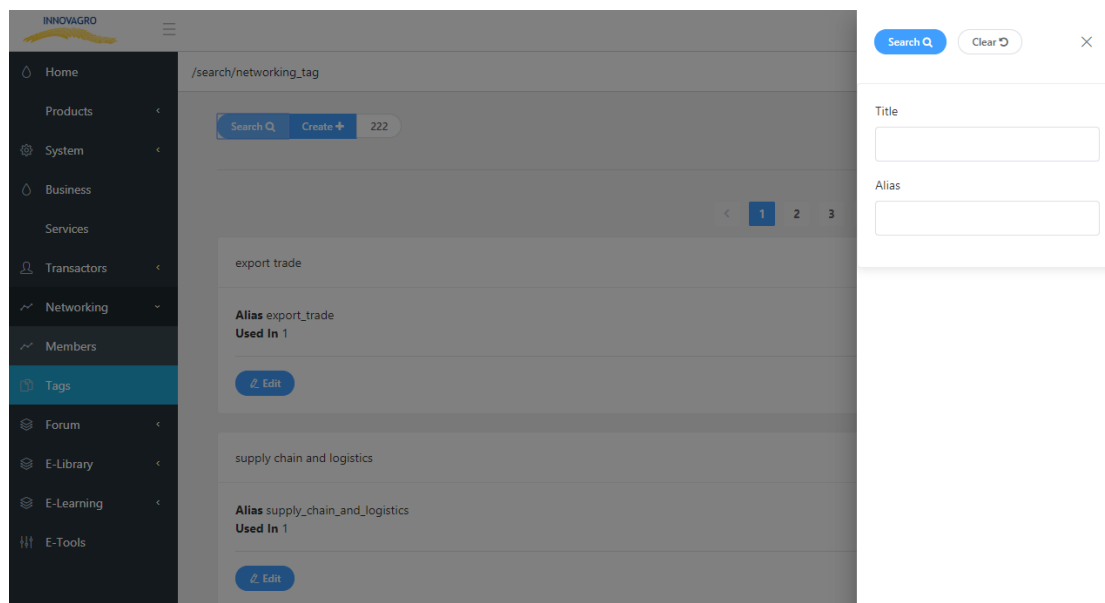 INNOVAGRO
Home
Products
System
Business
Services
Transactors
Networking
Members
Tags
Forum
E-Library
E-Learning
E-Tools
/search/networking_tag
Search Create 222
1 2 3
export trade
Alias export_trade
Used In 1
Edit
supply chain and logistics
Alias supply_chain_and_logistics
Used In 1
Edit
Search Clear
Title
Alias